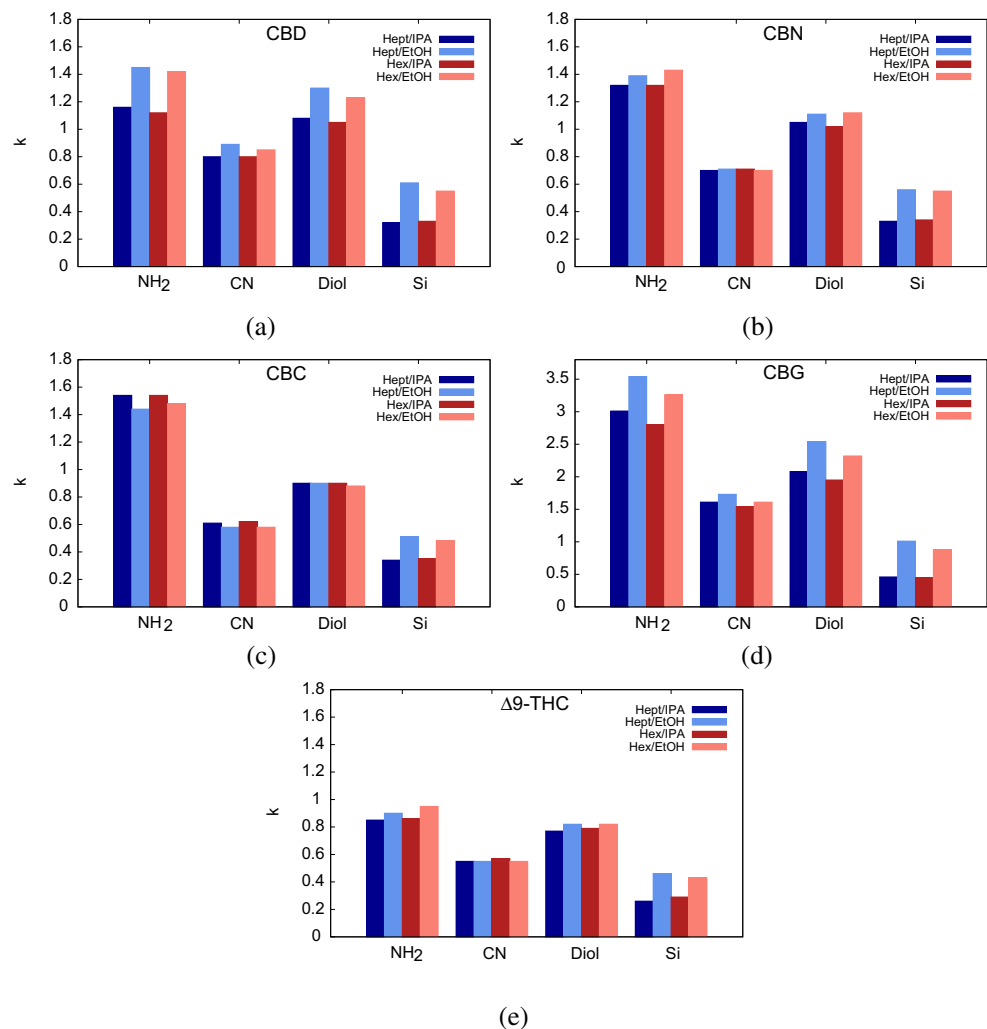 CBD
Hept/IPA
Hept/EtOH
Hex/IPA
Hex/EtOH
1.8
1.6
1.4
1.2
1
0.8
0.6
0.4
0.2
0
k
NH2 CN Diol Si
(a)
CBN
Hept/IPA
Hept/EtOH
Hex/IPA
Hex/EtOH
1.8
1.6
1.4
1.2
1
0.8
0.6
0.4
0.2
0
k
NH2 CN Diol Si
(b)
CBC
Hept/IPA
Hept/EtOH
Hex/IPA
Hex/EtOH
1.8
1.6
1.4
1.2
1
0.8
0.6
0.4
0.2
0
k
NH2 CN Diol Si
(c)
CBG
Hept/IPA
Hept/EtOH
Hex/IPA
Hex/EtOH
3.5
3
2.5
2
1.5
1
0.5
0
k
NH2 CN Diol Si
(d)
Δ9-THC
Hept/IPA
Hept/EtOH
Hex/IPA
Hex/EtOH
1.8
1.6
1.4
1.2
1
0.8
0.6
0.4
0.2
0
k
NH2 CN Diol Si
(e)